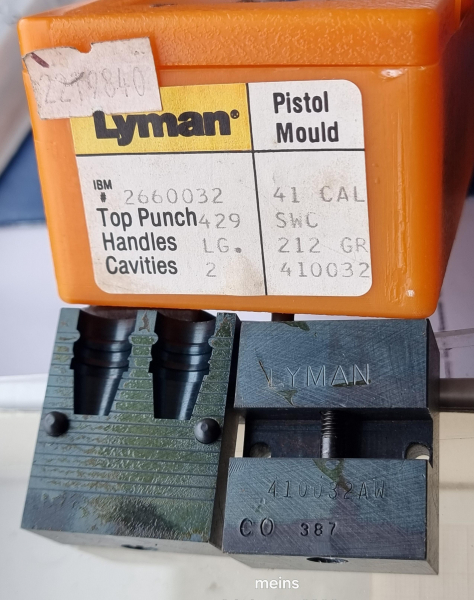 2219840
Lyman®
Pistol
Mould
IBM
# 2660032
41 CAL
Top Punch 429
SWC
Handles LG.
212 GR
Cavities 2
410032
LYMAN
410032AW
CO 387
meins